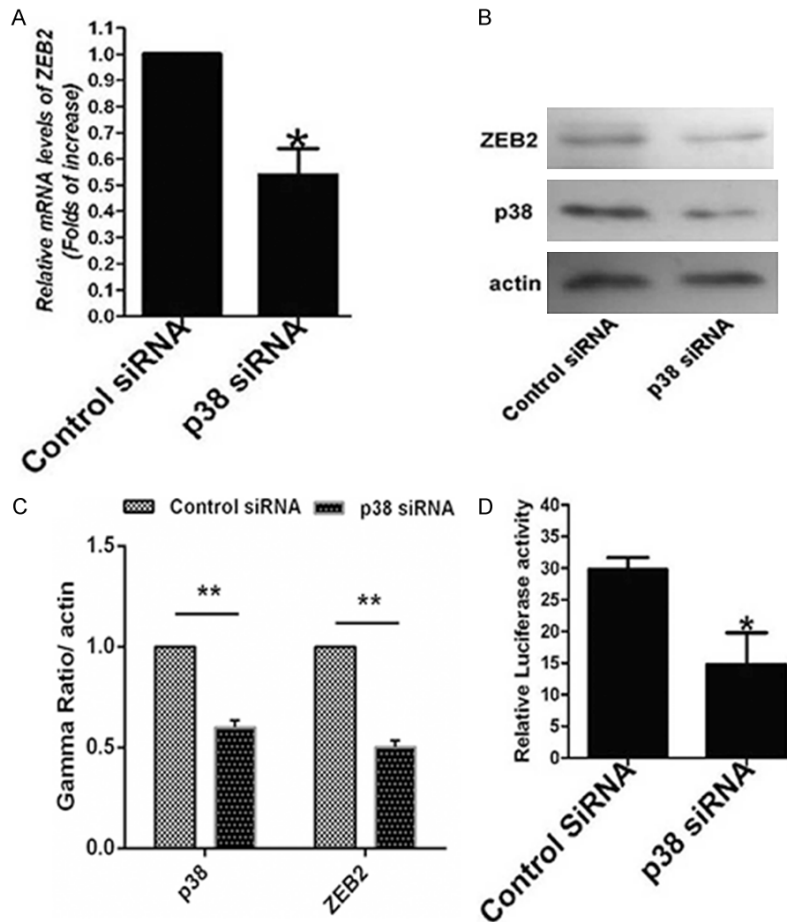 A
Relative mRNA levels of ZEB2
(Folds of increase)
1.1
1.0
0.9
0.8
0.7
0.6
0.5
0.4
0.3
0.2
0.1
0.0
*
Control siRNA
p38 siRNA
B
ZEB2
p38
actin
Control siRNA
p38 siRNA
C
Control siRNA
p38 siRNA
Gamma Ratio/ actin
1.5
1.0
0.5
0.0
**
**
p38
ZEB2
D
Relative Luciferase activity
40
35
30
25
20
15
10
5
0
*
Control SiRNA
p38 siRNA